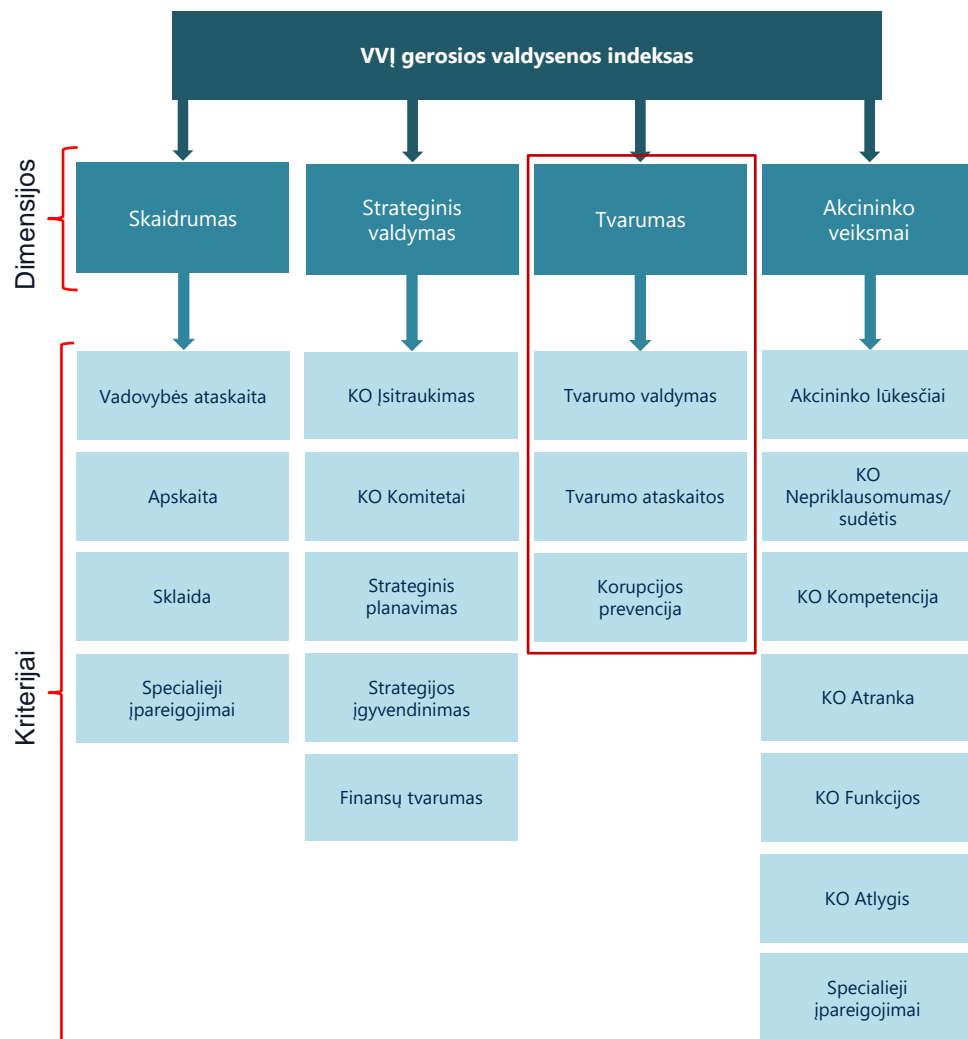 VVĮ gerosios valdysenos indeksas
Dimensijos
Skaidrumas
Strateginis
valdymas
Tvarumas
Akcininko
veiksmai
Kriterijai
Vadovybės ataskaita
Apskaita
Sklaida
Specialieji
įpareigojimai
KO Įsitraukimas
KO Komitetai
Strateginis
planavimas
Strategijos
įgyvendinimas
Finansų tvarumas
Tvarumo valdymas
Tvarumo ataskaitos
Korupcijos
prevencija
Akcininko lūkesčiai
KO
Nepriklausomumas/
sudėtis
KO Kompetencija
KO Atranka
KO Funkcijos
KO Atlygis
Specialieji
įpareigojimai